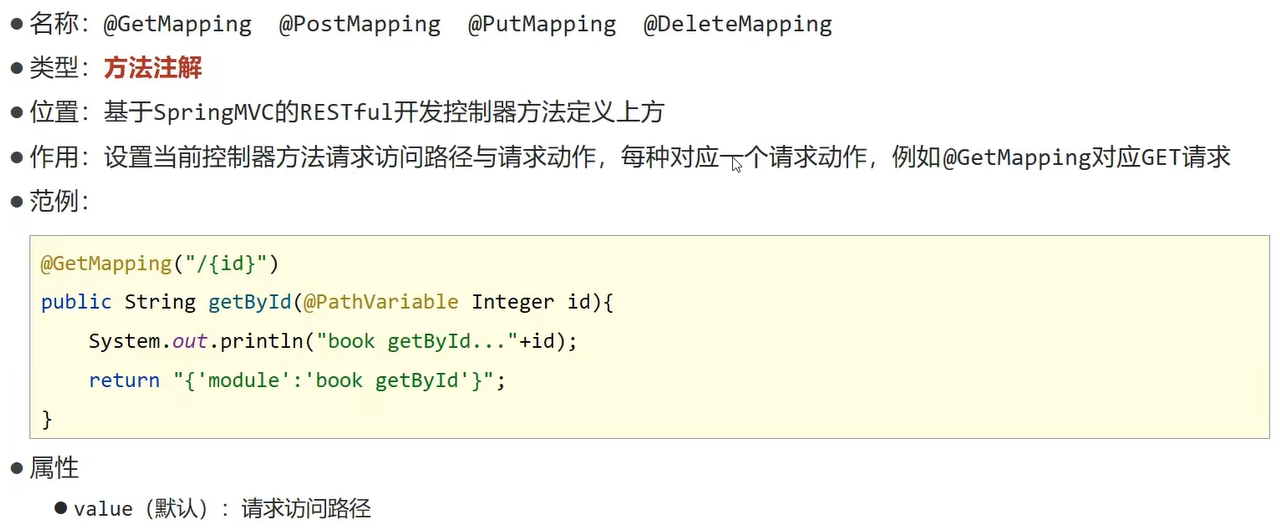 ● 名称：@GetMapping @PostMapping @PutMapping @DeleteMapping
● 类型：方法注解
● 位置：基于SpringMVC的RESTful开发控制器方法定义上方
● 作用：设置当前控制器方法请求访问路径与请求动作，每种对应一个请求动作，例如@GetMapping对应GET请求
● 范例：
@GetMapping("/{id}")
public String getById(@PathVariable Integer id){
    System.out.println("book getById..."+id);
    return "{'module':'book getById'}";
}
● 属性
● value（默认）：请求访问路径